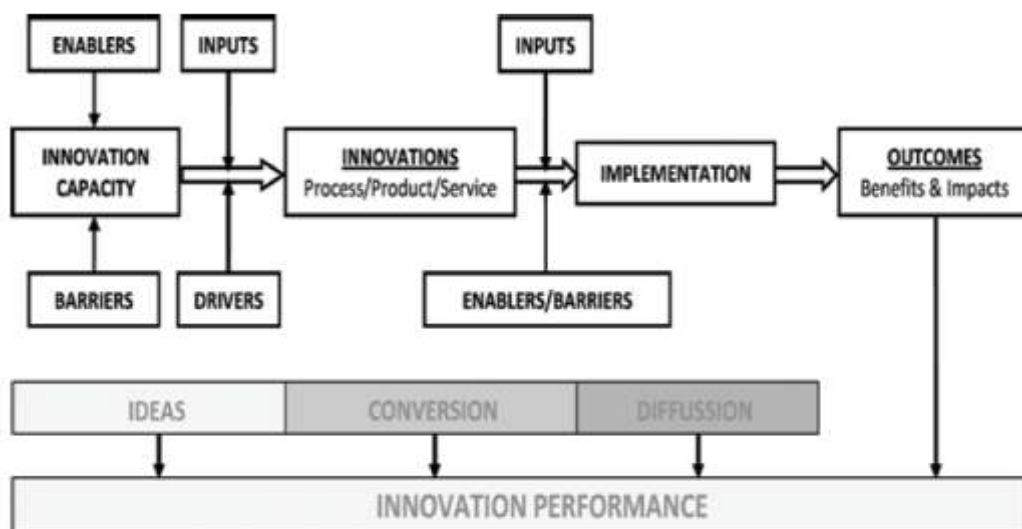 ENABLERS
INPUTS
INPUTS
INNOVATION
CAPACITY
INNOVATIONS
Process/Product/Service
IMPLEMENTATION
OUTCOMES
Benefits & Impacts
BARRIERS
DRIVERS
ENABLERS/BARRIERS
IDEAS
CONVERSION
DIFFUSSION
INNOVATION PERFORMANCE